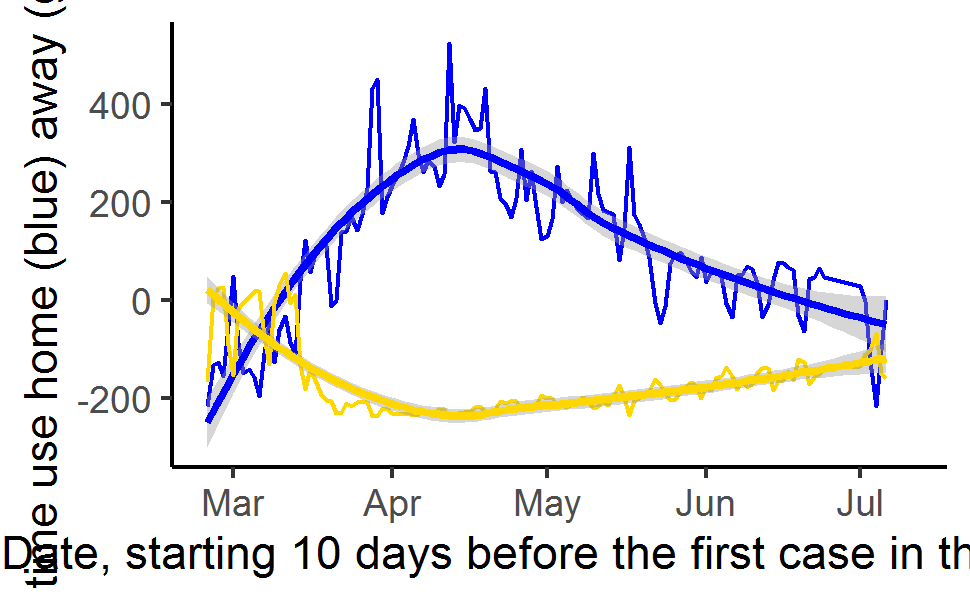 time use home (blue) away (
400
200
0
-200
Mar Apr May Jun Jul
Date, starting 10 days before the first case in th